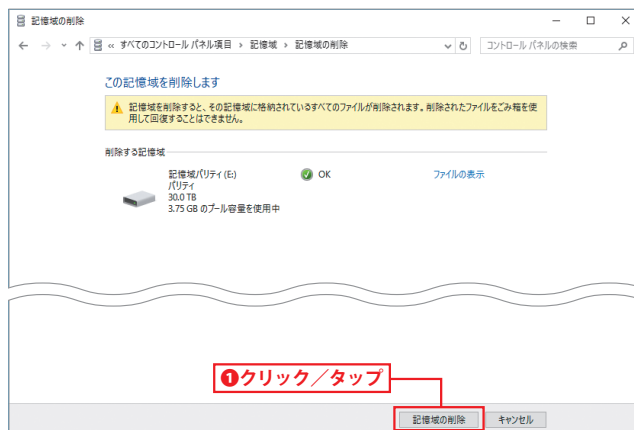 記憶域の削除
« すべてのコントロール パネル項目 › 記憶域 › 記憶域の削除
コントロール パネルの検索
この記憶域を削除します
記憶域を削除すると、その記憶域に格納されているすべてのファイルが削除されます。削除されたファイルをごみ箱を使
用して回復することはできません。
削除する記憶域
記憶域パリティ (E:)
OK
ファイルの表示
パリティ
30.0 TB
3.75 GB のプール容量を使用中
❶クリック／タップ
記憶域の削除
キャンセル